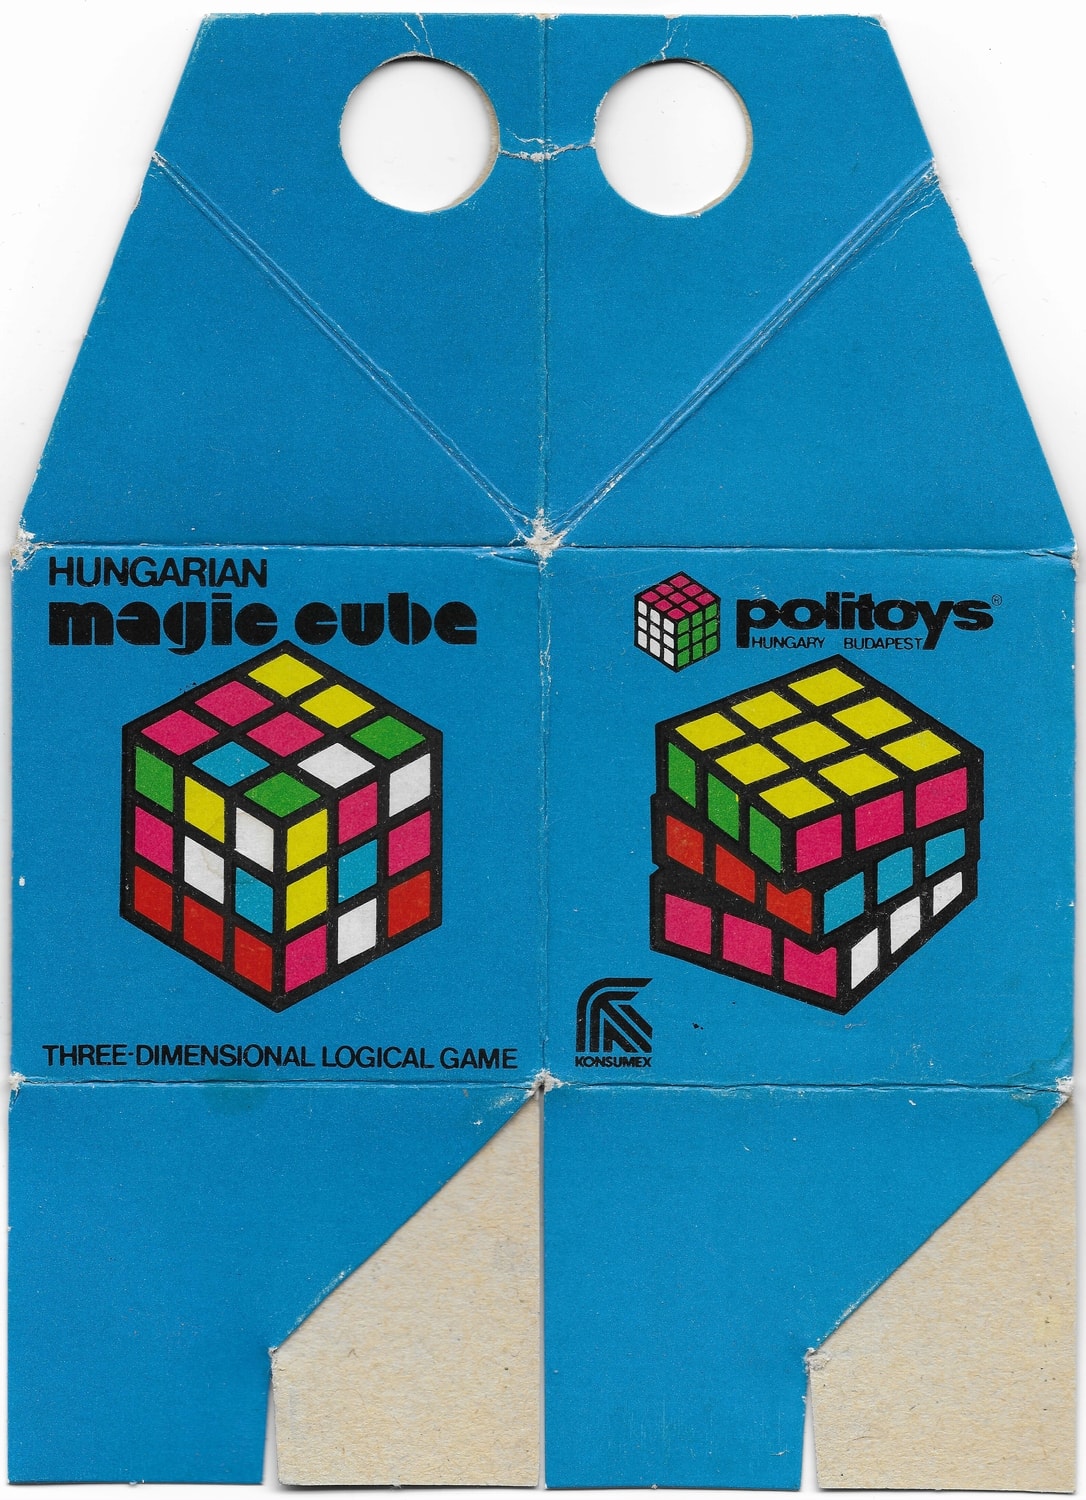 HUNGARIAN
magic cube
THREE-DIMENSIONAL LOGICAL GAME
politoys®
HUNGARY BUDAPEST
KONSUMEX